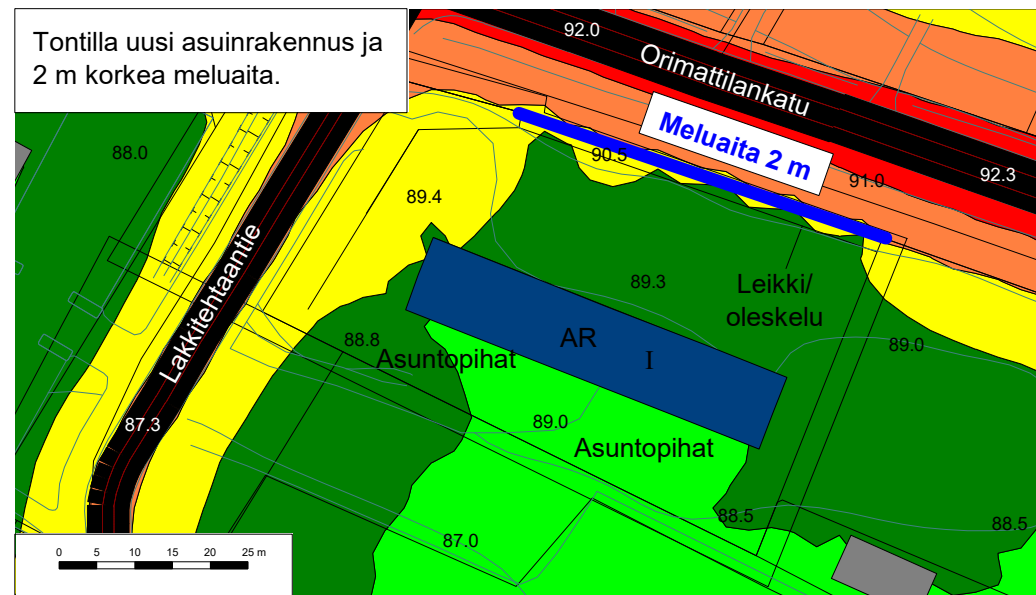 Tontilla uusi asuinrakennus ja
2 m korkea meluaita.
92.0
Orimattilankatu
Meluaita 2 m
88.0
90.5
91.0
92.3
89.4
Lakkitehtaantie
89.3
Leikki/
oleskelu
88.8
Asuntopihat
AR
I
89.0
87.3
89.0
Asuntopihat
88.5
88.5
87.0
0 5 10 15 20 25 m